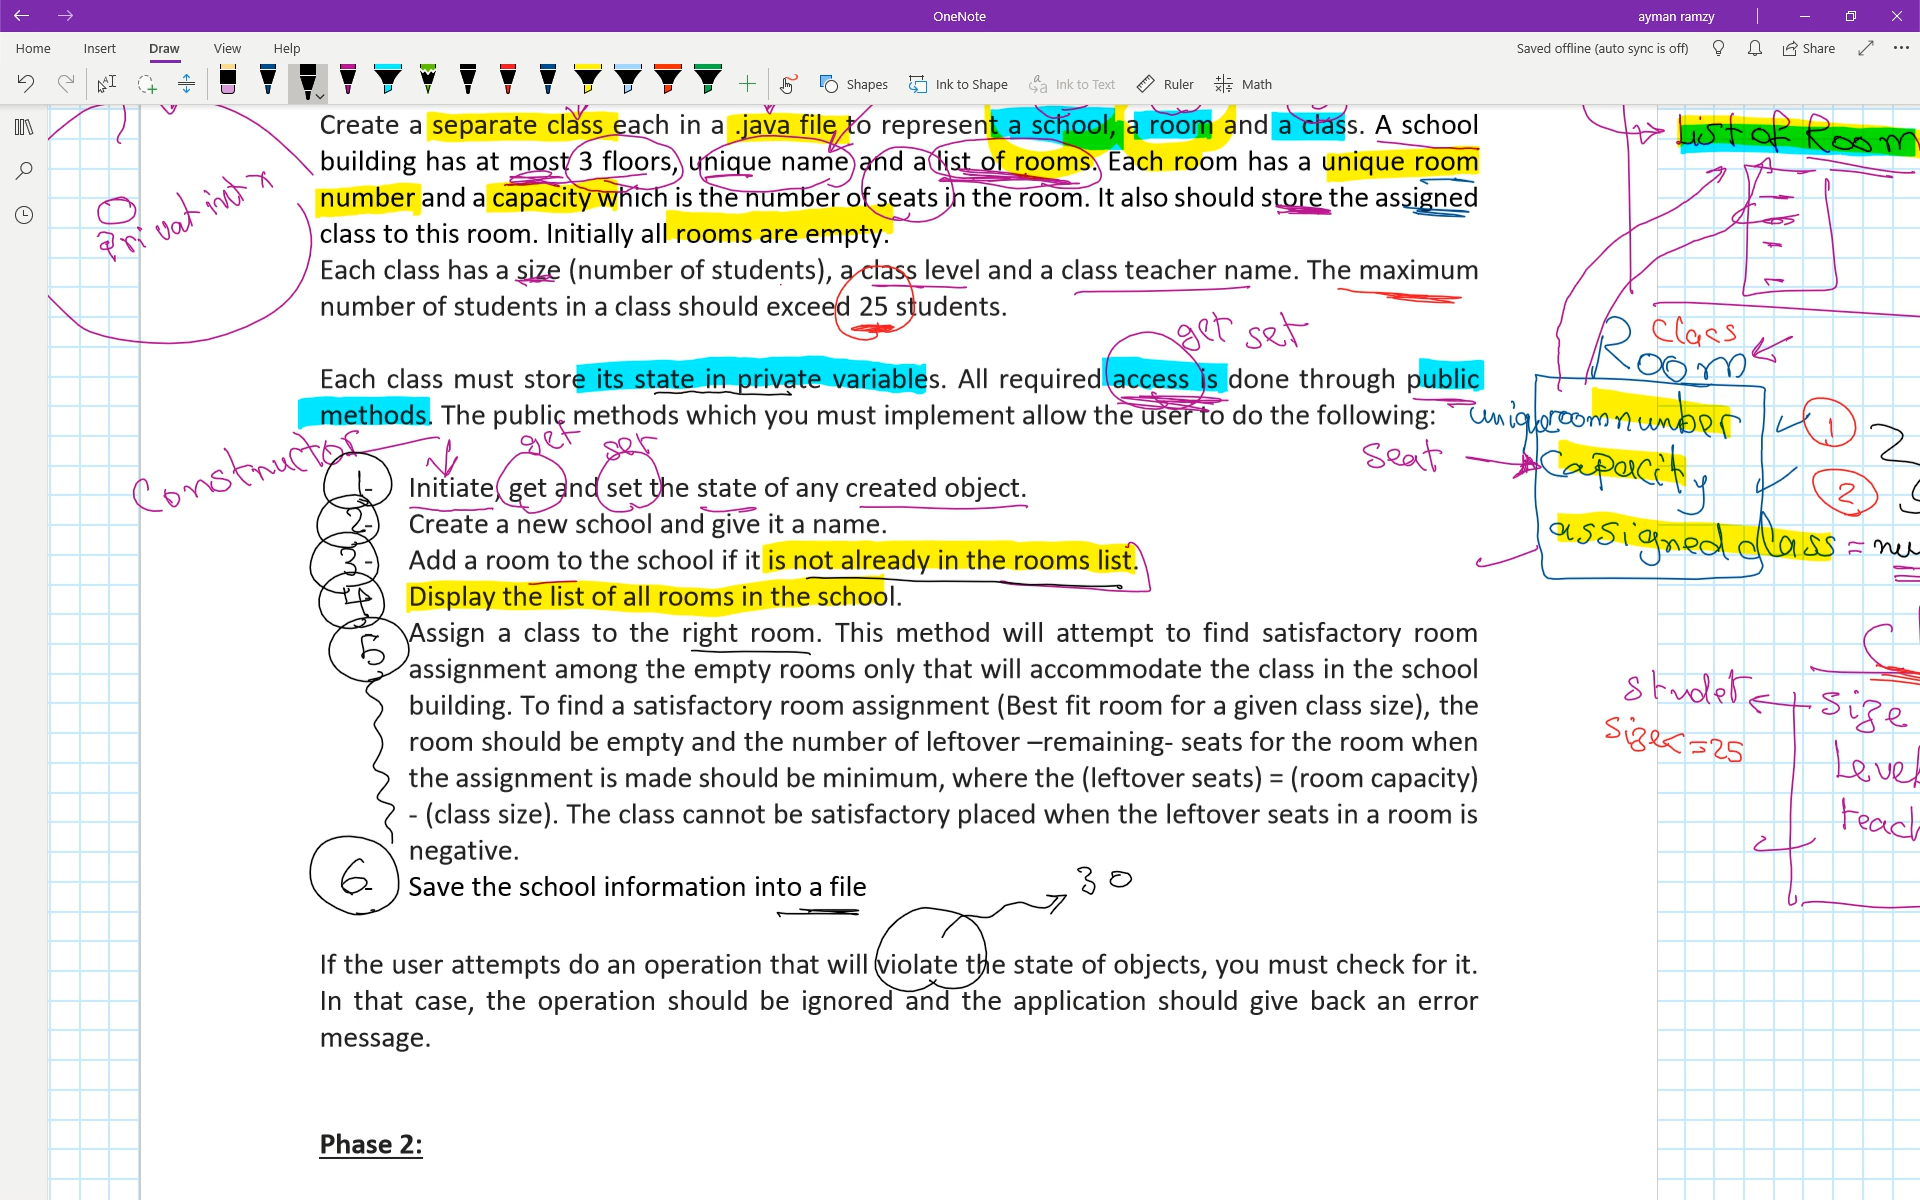 OneNote
ayman ramzy
Home Insert Draw View Help
Saved offline (auto sync is off)
Share
Shapes
Ink to Shape
Ink to Text
Ruler
Math
Create a separate class each in a .java file to represent a school, a room and a class. A school
building has at most 3 floors, unique name and a list of rooms. Each room has a unique room
number and a capacity which is the number of seats in the room. It also should store the assigned
class to this room. Initially all rooms are empty.
Each class has a size (number of students), a class level and a class teacher name. The maximum
number of students in a class should exceed 25 students.
get set
Each class must store its state in private variables. All required access is done through public
methods. The public methods which you must implement allow the user to do the following:
Constructor
get set
1- Initiate, get and set the state of any created object.
2- Create a new school and give it a name.
3- Add a room to the school if it is not already in the rooms list.
4- Display the list of all rooms in the school.
5 Assign a class to the right room. This method will attempt to find satisfactory room
assignment among the empty rooms only that will accommodate the class in the school
building. To find a satisfactory room assignment (Best fit room for a given class size), the
room should be empty and the number of leftover –remaining- seats for the room when
the assignment is made should be minimum, where the (leftover seats) = (room capacity)
- (class size). The class cannot be satisfactory placed when the leftover seats in a room is
negative.
6- Save the school information into a file
30
If the user attempts do an operation that will violate the state of objects, you must check for it.
In that case, the operation should be ignored and the application should give back an error
message.
Phase 2:
List of Room
class
Room
unique room number
1
Seat
Capacity
2
assigned class =
studet
size
size <=25
Level